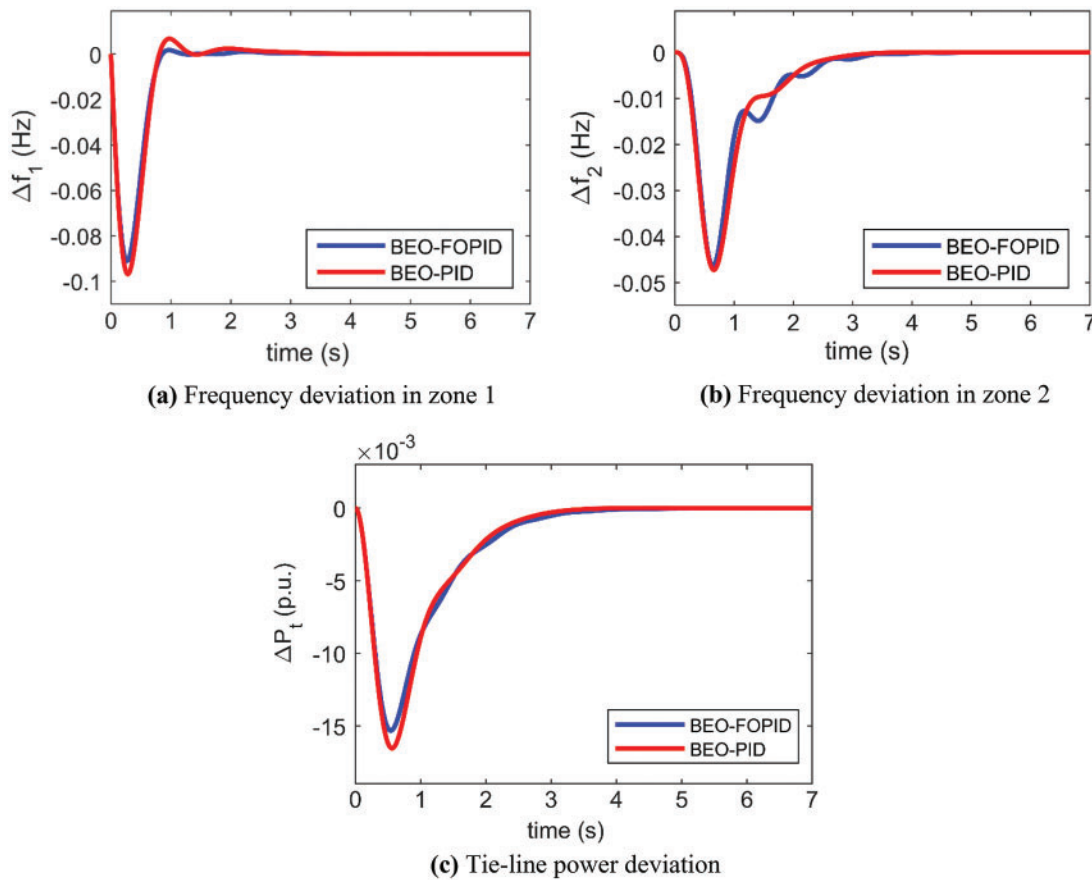 0
-0.02
-0.04
-0.06
-0.08
-0.1
Δf1 (Hz)
BEO-FOPID
BEO-PID
0 1 2 3 4 5 6 7
time (s)
(a) Frequency deviation in zone 1
0
-0.01
-0.02
-0.03
-0.04
-0.05
Δf2 (Hz)
BEO-FOPID
BEO-PID
0 1 2 3 4 5 6 7
time (s)
(b) Frequency deviation in zone 2
×10-3
0
-5
-10
-15
ΔPt (p.u.)
BEO-FOPID
BEO-PID
0 1 2 3 4 5 6 7
time (s)
(c) Tie-line power deviation